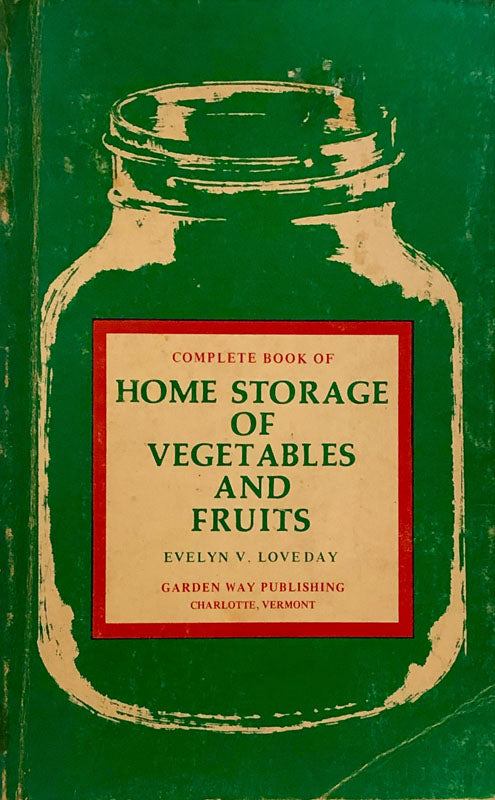 COMPLETE BOOK OF
HOME STORAGE
OF
VEGETABLES
AND
FRUITS
EVELYN V. LOVEDAY
GARDEN WAY PUBLISHING
CHARLOTTE, VERMONT